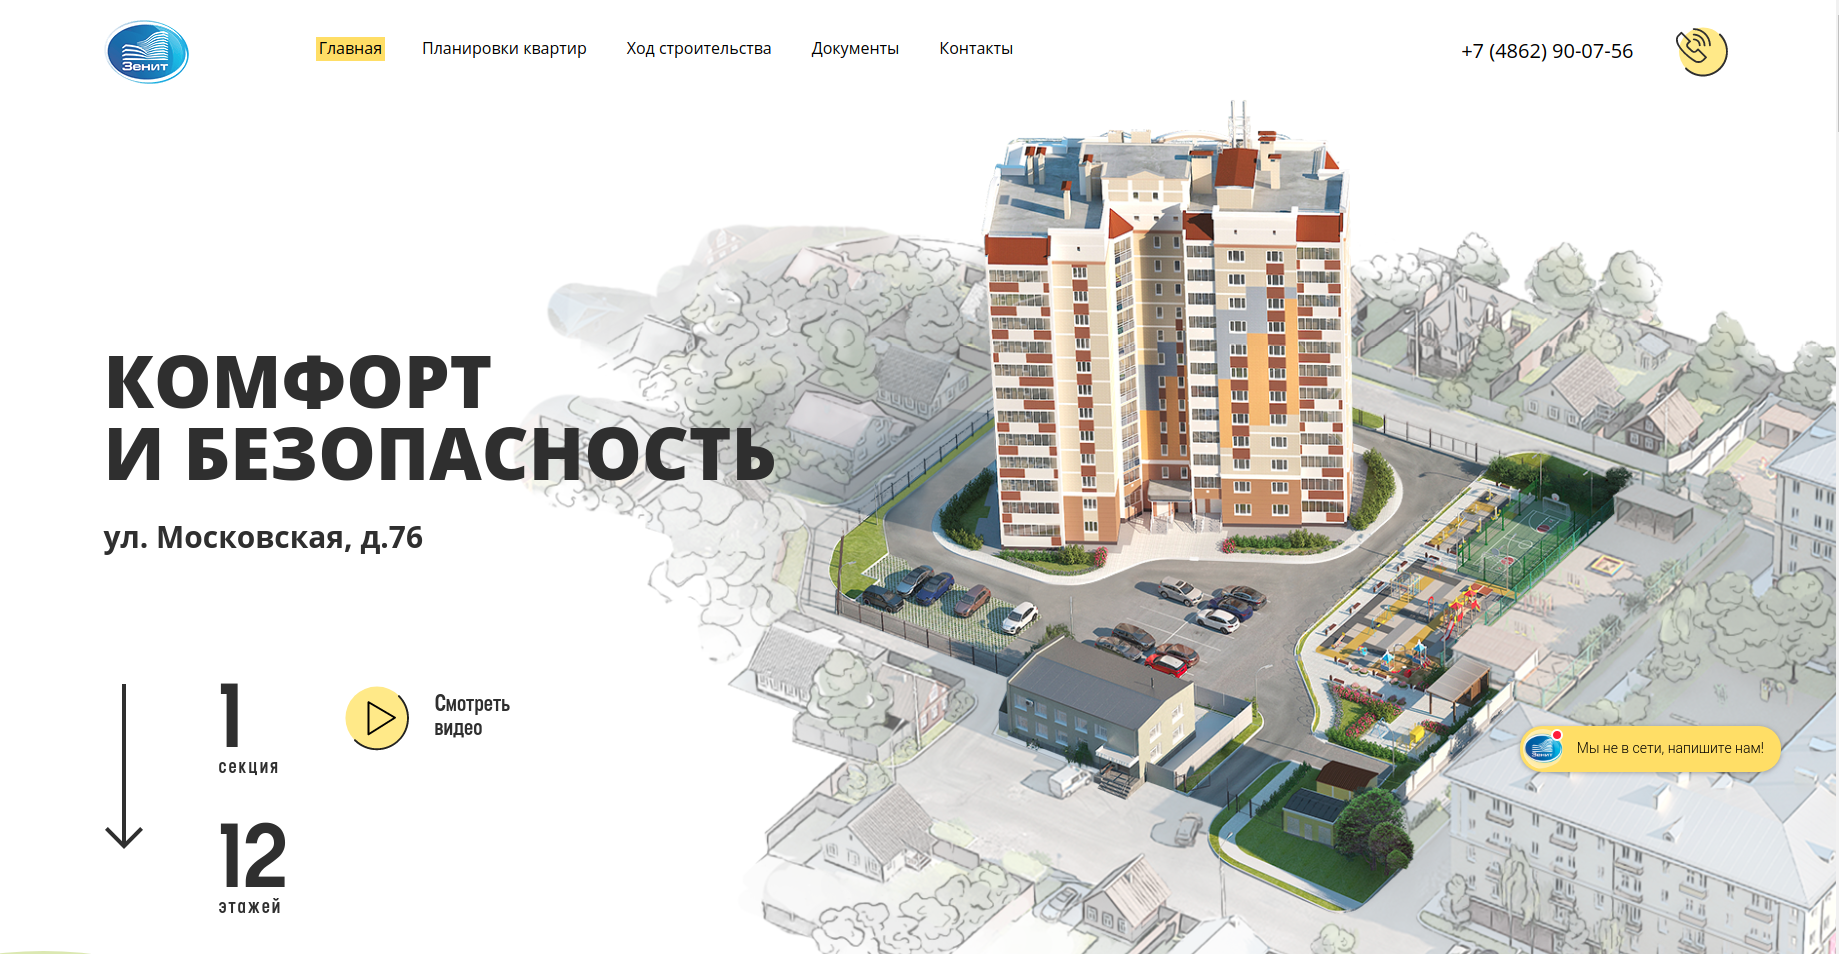 Зенит
Главная
Планировки квартир
Ход строительства
Документы
Контакты
+7 (4862) 90-07-56
КОМФОРТ
И БЕЗОПАСНОСТЬ
ул. Московская, д.76
1
секция
Смотреть
видео
12
этажей
Зенит
Мы не в сети, напишите нам!